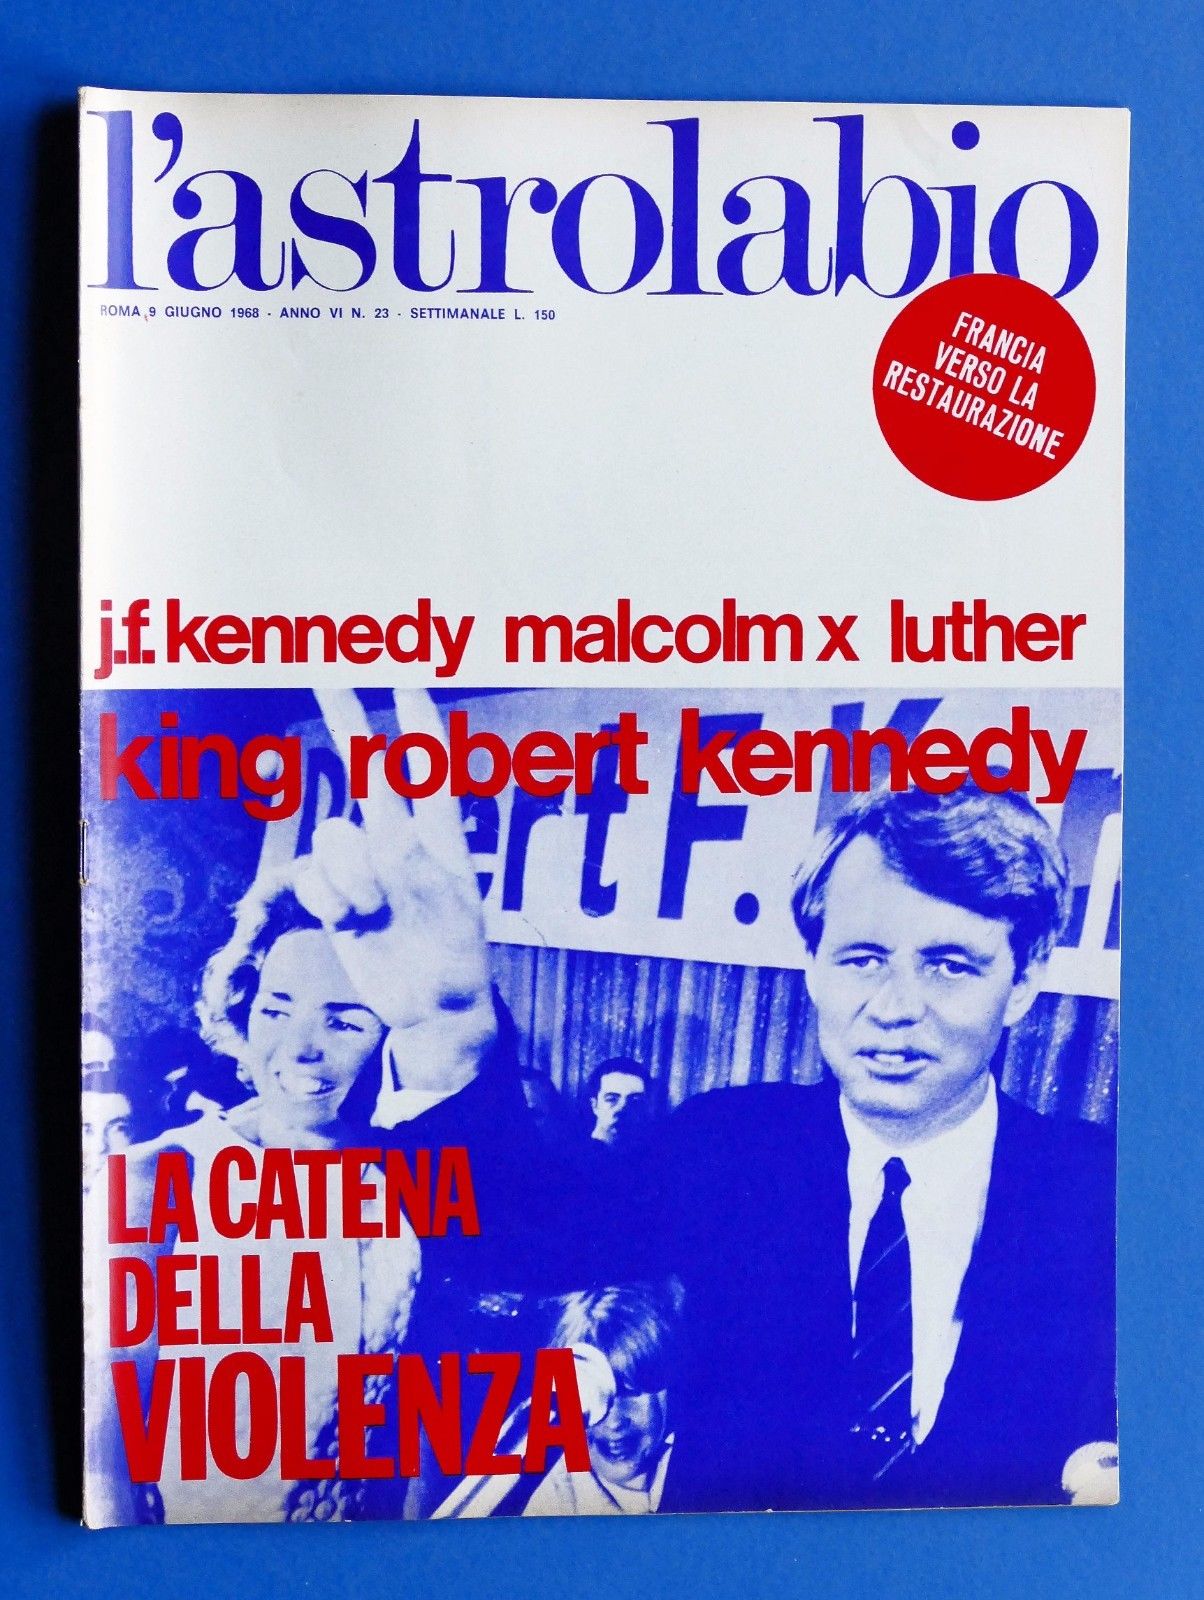 l'astrolabio
ROMA, 9 GIUGNO 1968 - ANNO VI N. 23 - SETTIMANALE L. 150
FRANCIA
VERSO LA
RESTAURAZIONE
j.f. kennedy malcolm x luther
king robert kennedy
ert F. K
LA CATENA
DELLA
VIOLENZA